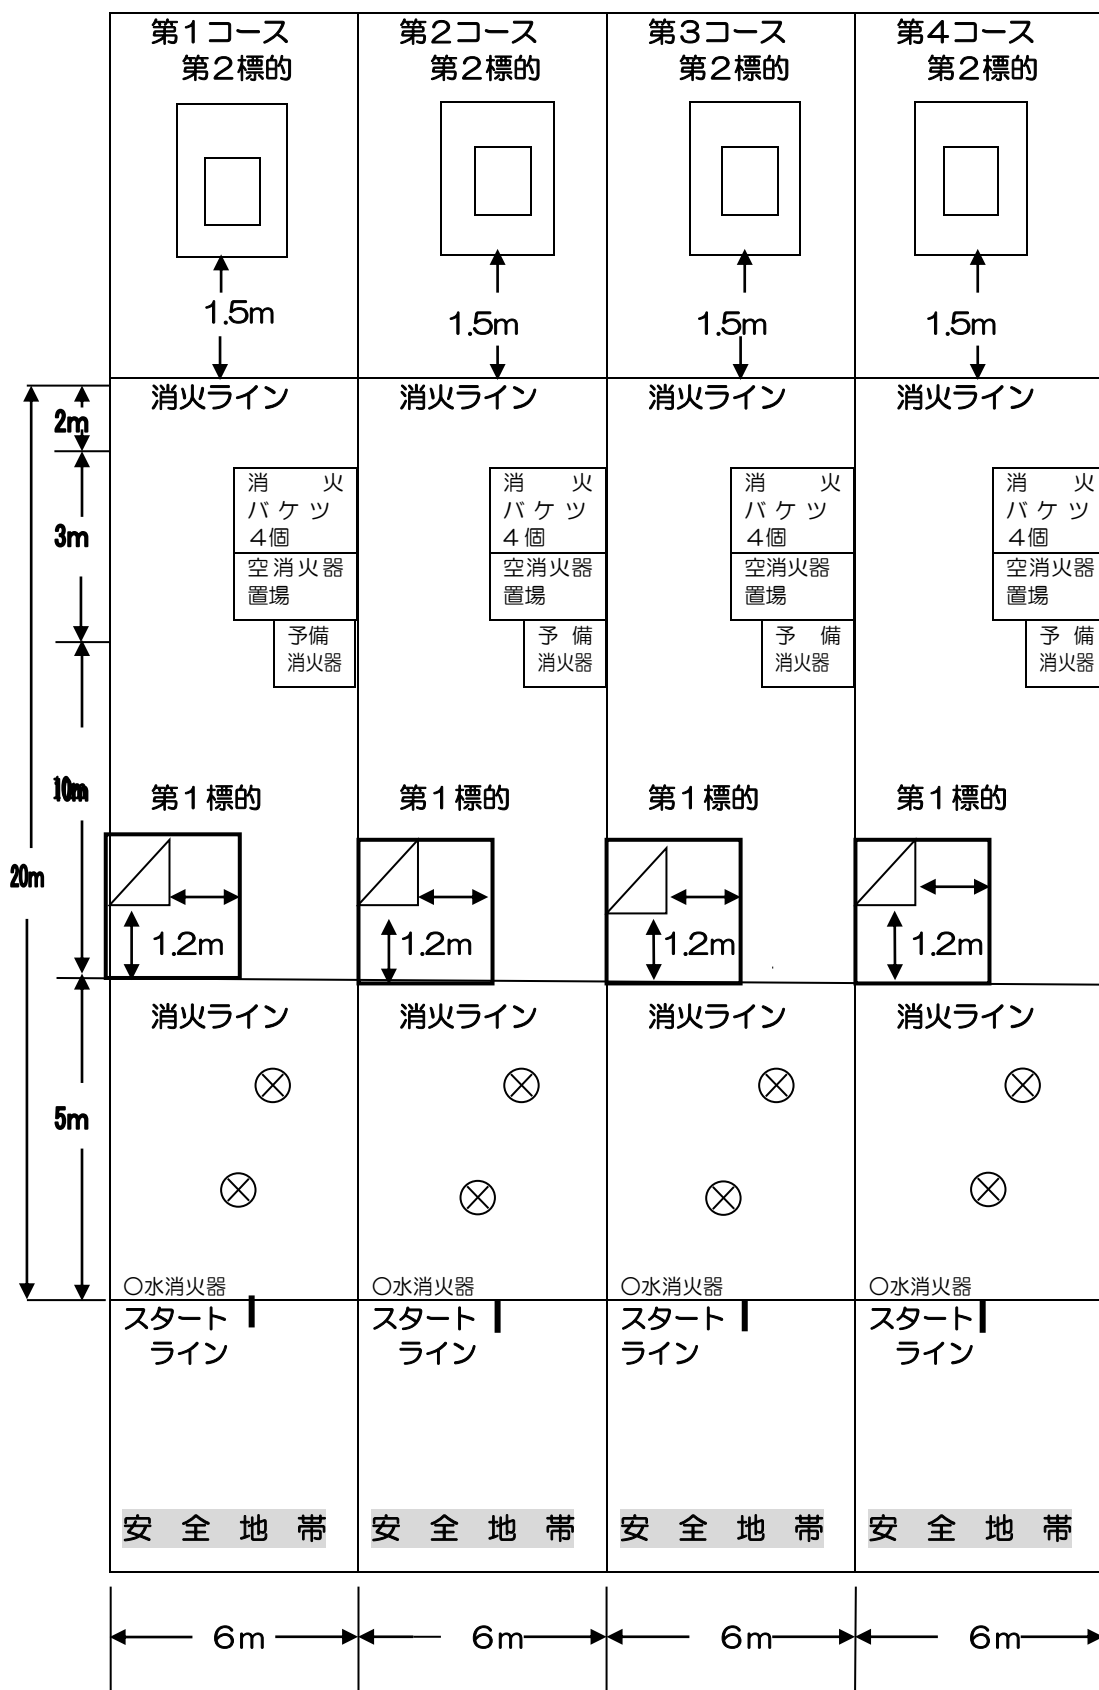 第1コース
第2標的
第2コース
第2標的
第3コース
第2標的
第4コース
第2標的
1.5m
1.5m
1.5m
1.5m
消火ライン
消火ライン
消火ライン
消火ライン
2m
3m
10m
20m
5m
消 火
バケツ
4個
空消火器
置場
予備
消火器
消 火
バケツ
4個
空消火器
置場
予 備
消火器
消 火
バケツ
4個
空消火器
置場
予 備
消火器
消 火
バケツ
4個
空消火器
置場
予 備
消火器
第1標的
第1標的
第1標的
第1標的
1.2m
1.2m
1.2m
1.2m
消火ライン
消火ライン
消火ライン
消火ライン
○水消火器
○水消火器
○水消火器
○水消火器
スタート
ライン
スタート
ライン
スタート
ライン
スタート
ライン
安 全 地 帯
安 全 地 帯
安 全 地 帯
安 全 地 帯
6m
6m
6m
6m